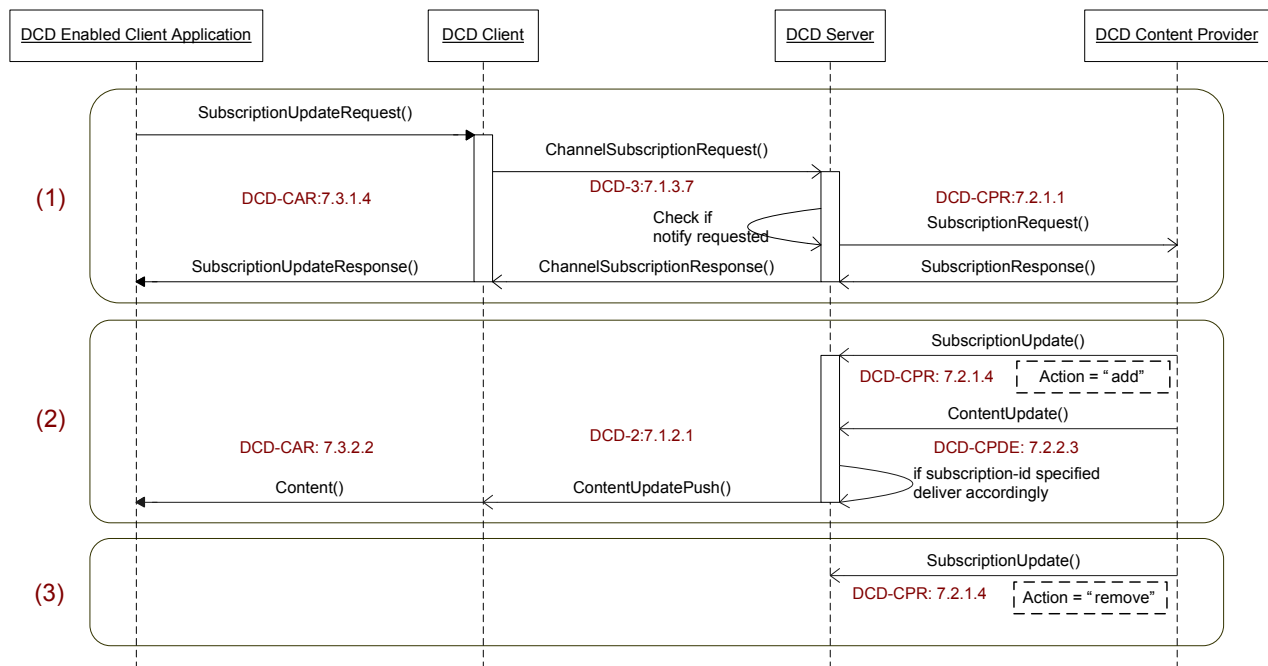 DCD Enabled Client Application
DCD Client
DCD Server
DCD Content Provider
SubscriptionUpdateRequest()
ChannelSubscriptionRequest()
(1)
DCD-CAR:7.3.1.4
DCD-3:7.1.3.7
DCD-CPR:7.2.1.1
Check if
notify requested
SubscriptionRequest()
SubscriptionUpdateResponse()
ChannelSubscriptionResponse()
SubscriptionResponse()
SubscriptionUpdate()
DCD-CPR: 7.2.1.4
Action = "add"
(2)
ContentUpdate()
DCD-CAR: 7.3.2.2
DCD-2:7.1.2.1
DCD-CPDE: 7.2.2.3
if subscription-id specified
deliver accordingly
Content()
ContentUpdatePush()
SubscriptionUpdate()
(3)
DCD-CPR: 7.2.1.4
Action = "remove"